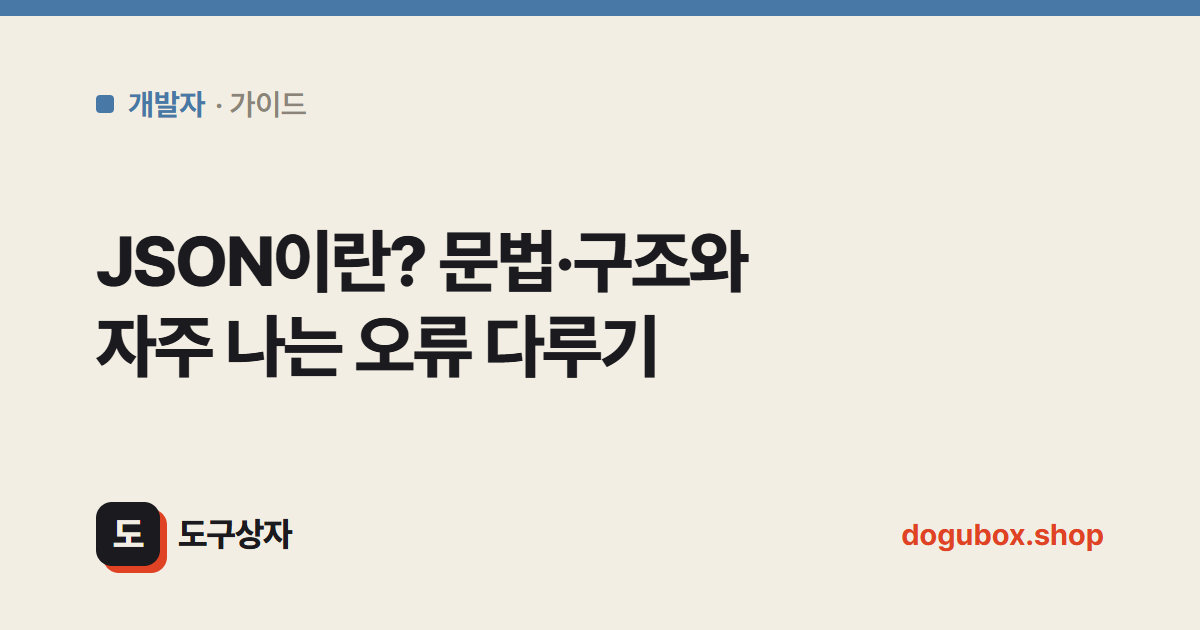 개발자 · 가이드
JSON이란? 문법·구조와
자주 나는 오류 다루기
도 도구상자
dogubox.shop